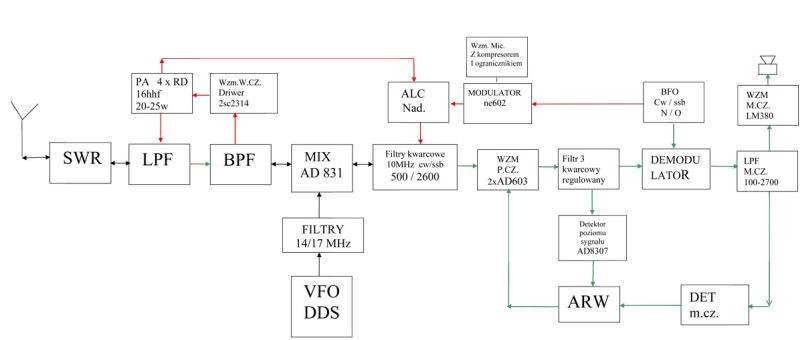 Wzm. Mic.
Z kompresorem
I ogranicznikiem
PA 4 x RD
16hhf
20-25w
Wzm.W.CZ.
Driwer
2sc2314
ALC
Nad.
MODULATOR
ne602
BFO
Cw / ssb
N / O
WZM
M.CZ.
LM380
SWR
LPF
BPF
MIX
AD 831
Filtry kwarcowe
10MHz cw/ssb
500 / 2600
WZM
P.CZ.
2xAD603
Filtr 3
kwarcowy
regulowany
DEMODU
LATOR
LPF
M.CZ.
100-2700
FILTRY
14/17 MHz
Detektor
poziomu
sygnału
AD8307
VFO
DDS
ARW
DET
m.cz.